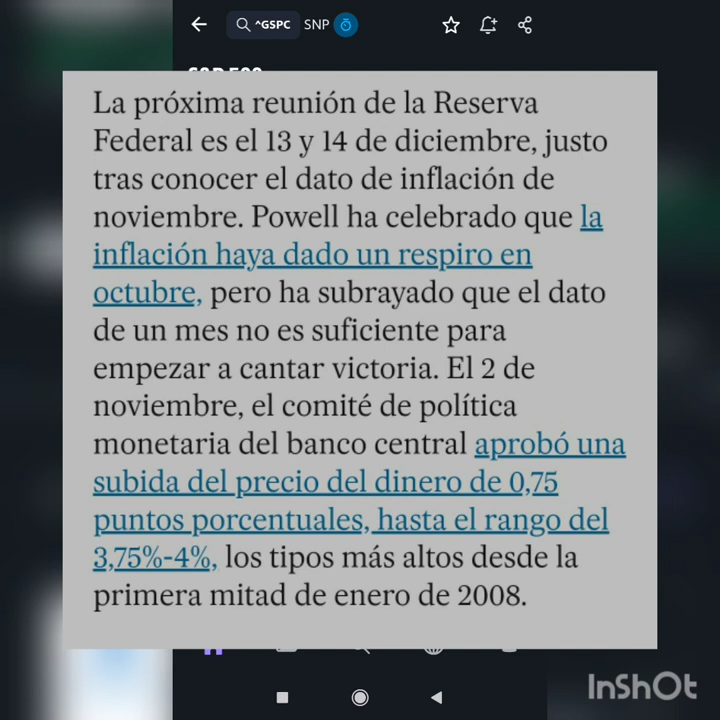 ^GSPC SNP
La próxima reunión de la Reserva
Federal es el 13 y 14 de diciembre, justo
tras conocer el dato de inflación de
noviembre. Powell ha celebrado que la
inflación haya dado un respiro en
octubre, pero ha subrayado que el dato
de un mes no es suficiente para
empezar a cantar victoria. El 2 de
noviembre, el comité de política
monetaria del banco central aprobó una
subida del precio del dinero de 0,75
puntos porcentuales, hasta el rango del
3,75%-4%, los tipos más altos desde la
primera mitad de enero de 2008.
InShOt